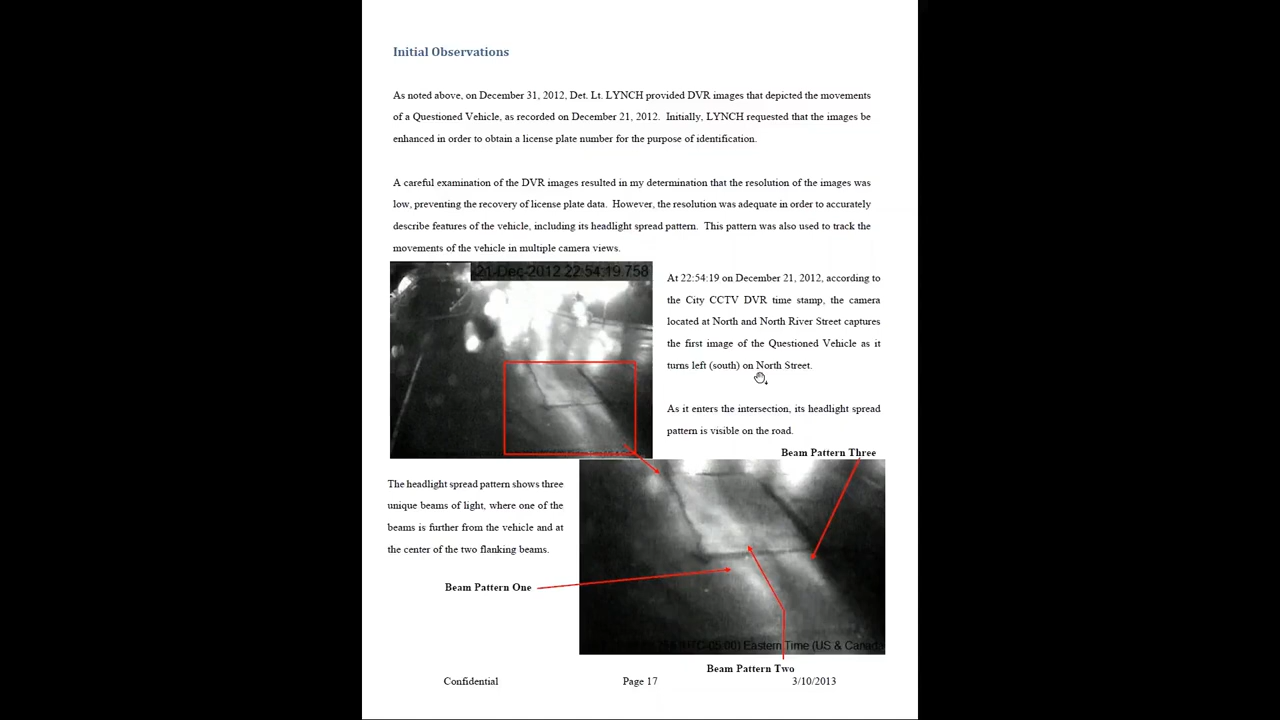 Initial Observations
As noted above, on December 31, 2012, Det. Lt. LYNCH provided DVR images that depicted the movements
of a Questioned Vehicle, as recorded on December 21, 2012.  Initially, LYNCH requested that the images be
enhanced in order to obtain a license plate number for the purpose of identification.
A careful examination of the DVR images resulted in my determination that the resolution of the images was
low, preventing the recovery of license plate data.  However, the resolution was adequate in order to accurately
describe features of the vehicle, including its headlight spread pattern.  This pattern was also used to track the
movements of the vehicle in multiple camera views.
21-Dec-2012 22:54:19.758
At 22:54:19 on December 21, 2012, according to
the City CCTV DVR time stamp, the camera
located at North and North River Street captures
the first image of the Questioned Vehicle as it
turns left (south) on North Street.
As it enters the intersection, its headlight spread
pattern is visible on the road.
Beam Pattern Three
The headlight spread pattern shows three
unique beams of light, where one of the
beams is further from the vehicle and at
the center of the two flanking beams.
Beam Pattern One
Eastern Time (US & Canada
Beam Pattern Two
Confidential Page 17 3/10/2013